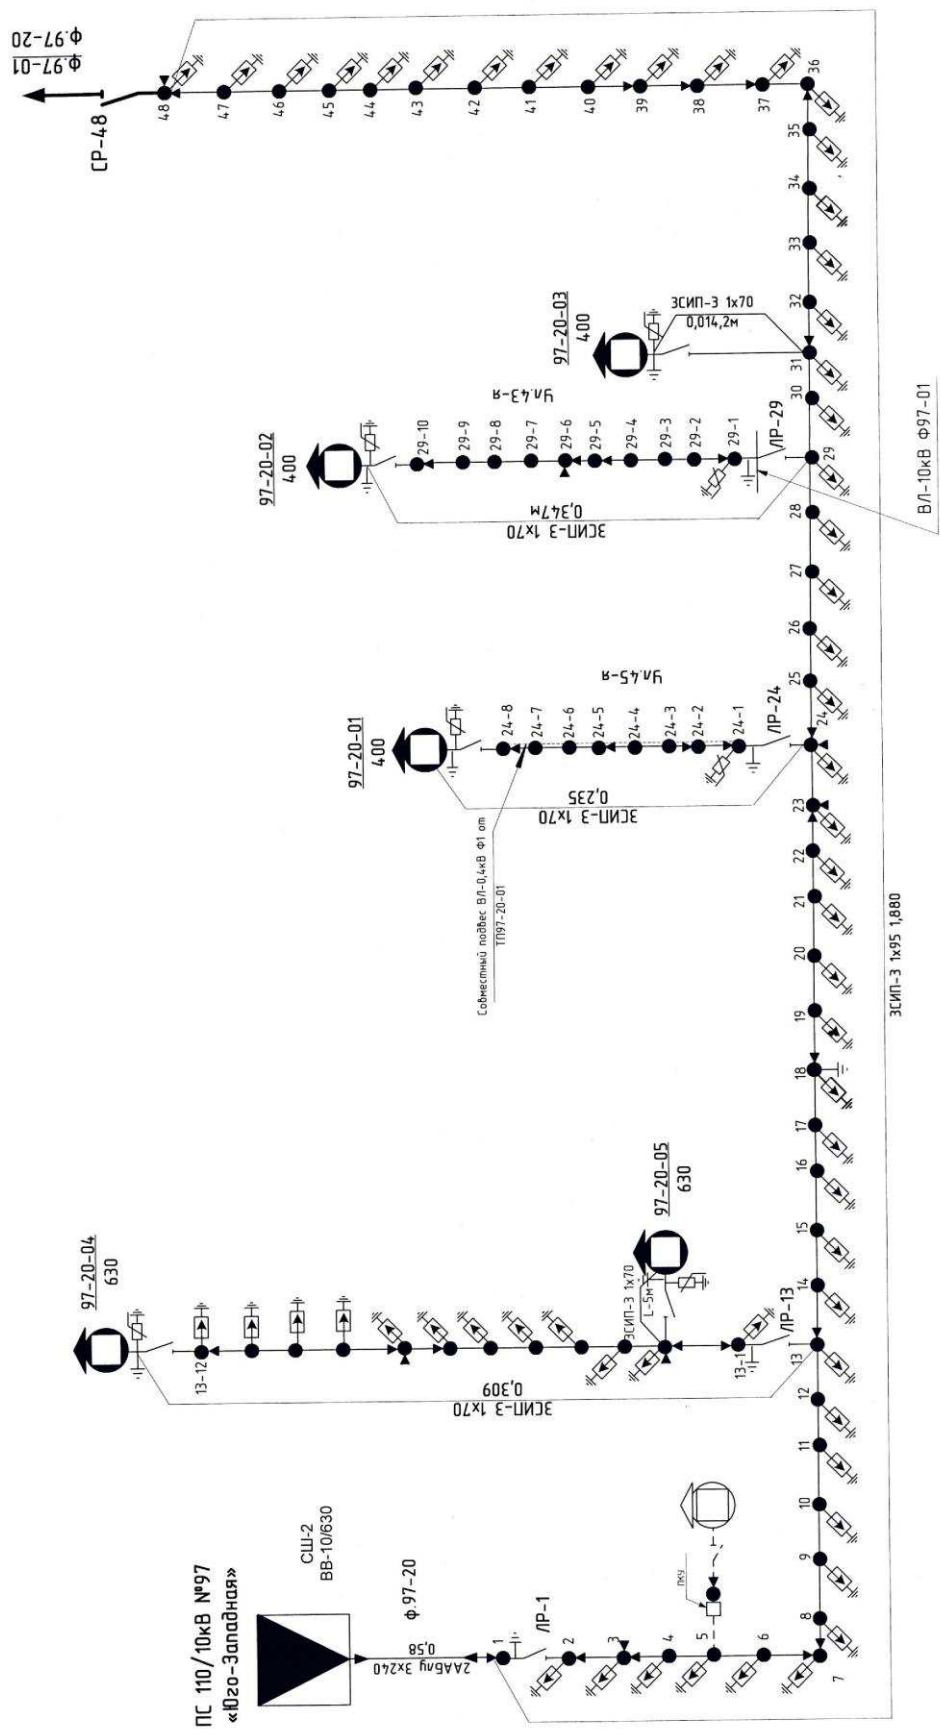 ПС 110/10кВ №97
«Юго-Западная»
СШ-2
ВВ-10/630
ф.97-20
2ААБлу 3х240
0,58
ЛР-1
1
2
3
4
5
6
7
ПКУ
8
9
10
11
12
13
ЛР-13
13-1
13-12
97-20-04
630
3СИП-3 1х70
0,309
97-20-05
630
3СИП-3 1х70
L-5м
14
15
16
17
18
19
20
21
22
23
24
ЛР-24
24-1
24-2
24-3
24-4
24-5
24-6
24-7
24-8
97-20-01
400
3СИП-3 1х70
0,235
Ул.45-я
Совместный подвес ВЛ-0,4кВ Ф1 от
ТП97-20-01
25
26
27
28
29
ЛР-29
29-1
29-2
29-3
29-4
29-5
29-6
29-7
29-8
29-9
29-10
97-20-02
400
3СИП-3 1х70
0,347м
Ул.43-я
ВЛ-10кВ Ф97-01
30
31
97-20-03
400
3СИП-3 1х70
0,014,2м
32
33
34
35
36
37
38
39
40
41
42
43
44
45
46
47
48
СР-48
ф.97-01
ф.97-20
3СИП-3 1х95 1,880